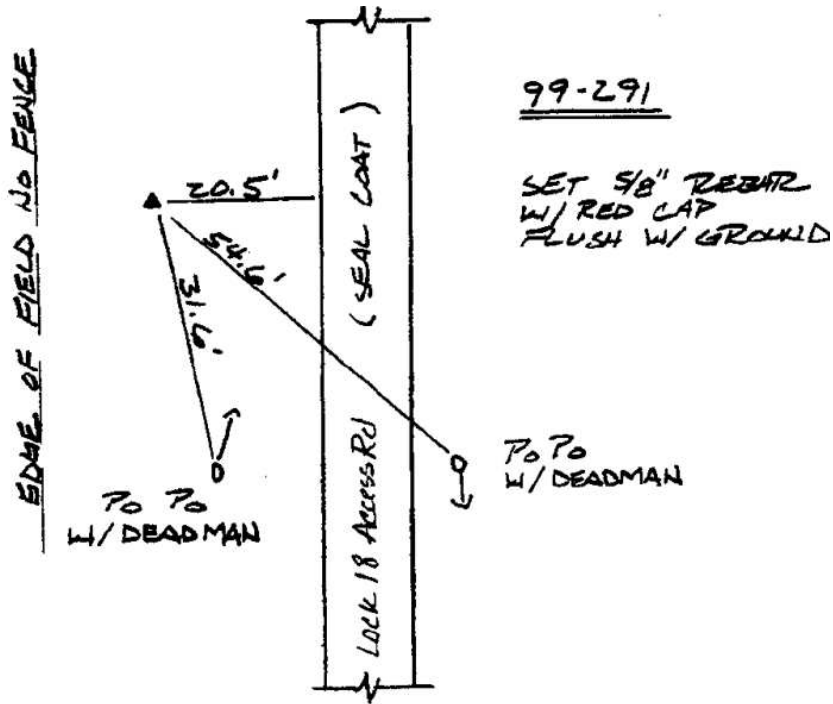 99-291
SET 5/8" REBAR
W/ RED CAP
FLUSH W/ GROUND
EDGE OF FIELD NO FENCE
20.5'
54.6'
31.6'
(SEAL COAT)
Lock 18 Access Rd
Po Po
W/ DEADMAN
Po Po
W/ DEADMAN